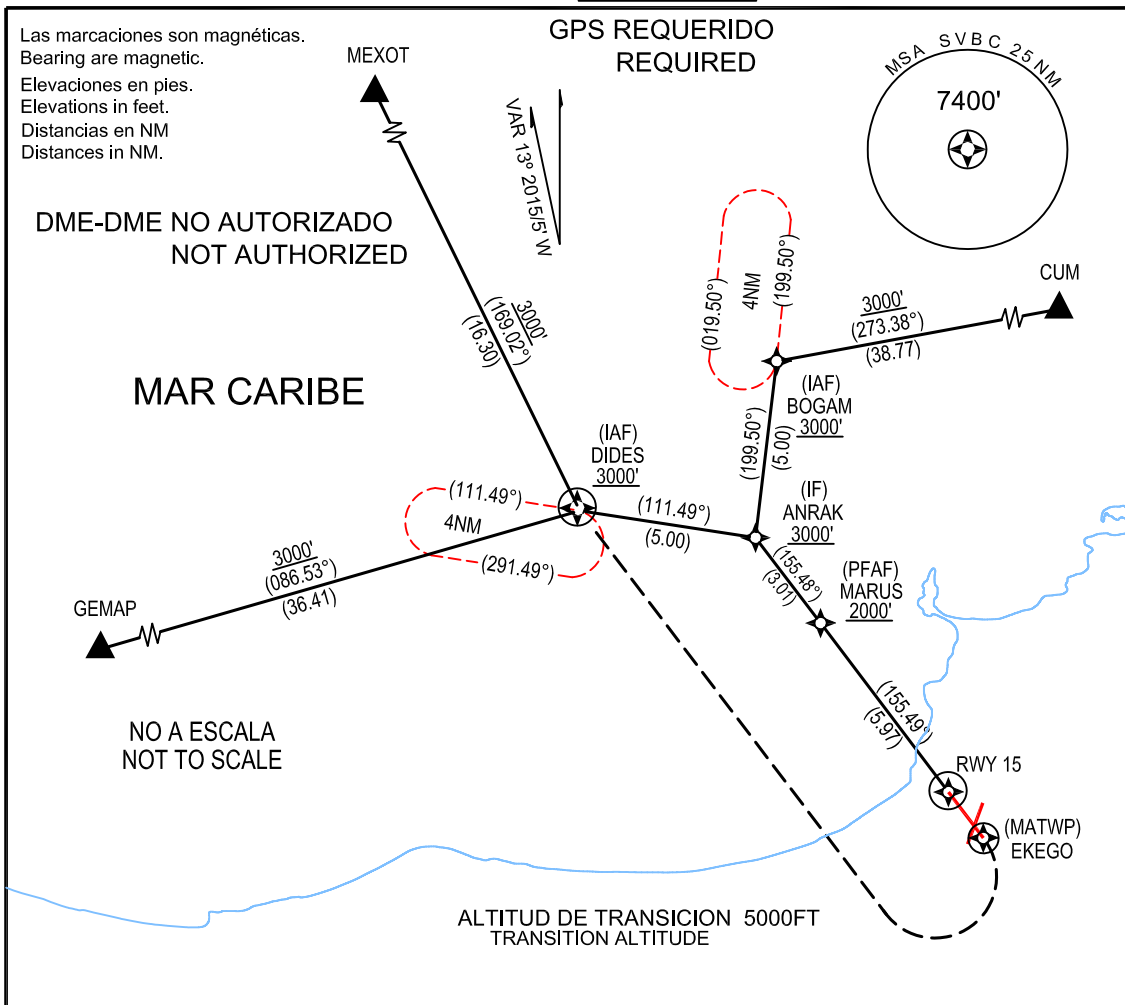 Las marcaciones son magnéticas.
Bearing are magnetic.
Elevaciones en pies.
Elevations in feet.
Distancias en NM
Distances in NM.
GPS REQUERIDO
REQUIRED
MSA SVBC 25 NM
7400'
MEXOT
VAR 13° 2015/5' W
DME-DME NO AUTORIZADO
NOT AUTHORIZED
3000'
(169.02°)
(16.30)
(019.50°)
4NM
(199.50°)
CUM
3000'
(273.38°)
(38.77)
MAR CARIBE
(IAF)
BOGAM
3000'
(199.50°)
(5.00)
(IAF)
DIDES
3000'
(111.49°)
4NM
(291.49°)
(111.49°)
(5.00)
(IF)
ANRAK
3000'
3000'
(086.53°)
(36.41)
GEMAP
(155.48°)
(3.01)
(PFAF)
MARUS
2000'
(155.49°)
(5.97)
NO A ESCALA
NOT TO SCALE
RWY 15
(MATWP)
EKEGO
ALTITUD DE TRANSICION 5000FT
TRANSITION ALTITUDE